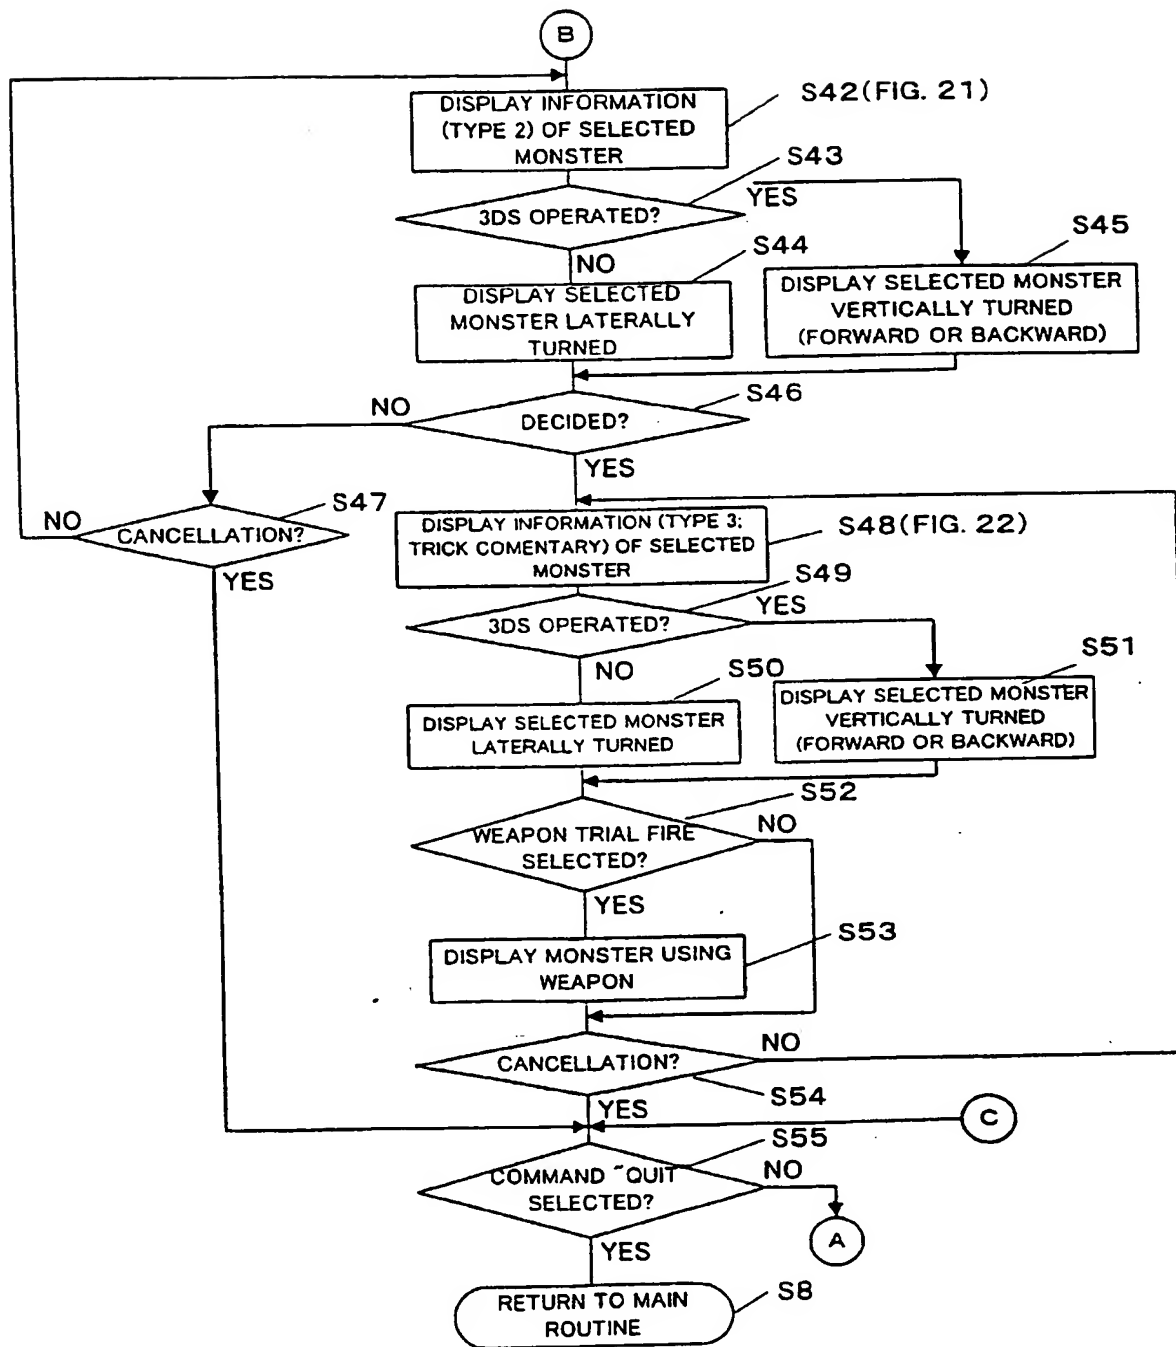 B
DISPLAY INFORMATION
(TYPE 2) OF SELECTED
MONSTER
S42(FIG. 21)
S43
3DS OPERATED?
YES
NO
S44
S45
DISPLAY SELECTED
MONSTER LATERALLY
TURNED
DISPLAY SELECTED MONSTER
VERTICALLY TURNED
(FORWARD OR BACKWARD)
S46
NO
DECIDED?
YES
S47
NO
CANCELLATION?
YES
DISPLAY INFORMATION (TYPE 3:
TRICK COMENTARY) OF SELECTED
MONSTER
S48(FIG. 22)
S49
3DS OPERATED?
YES
NO
S50
S51
DISPLAY SELECTED MONSTER
LATERALLY TURNED
DISPLAY SELECTED MONSTER
VERTICALLY TURNED
(FORWARD OR BACKWARD)
S52
WEAPON TRIAL FIRE
SELECTED?
NO
YES
S53
DISPLAY MONSTER USING
WEAPON
CANCELLATION?
NO
S54
YES
C
S55
COMMAND ~QUIT
SELECTED?
NO
A
YES
S8
RETURN TO MAIN
ROUTINE